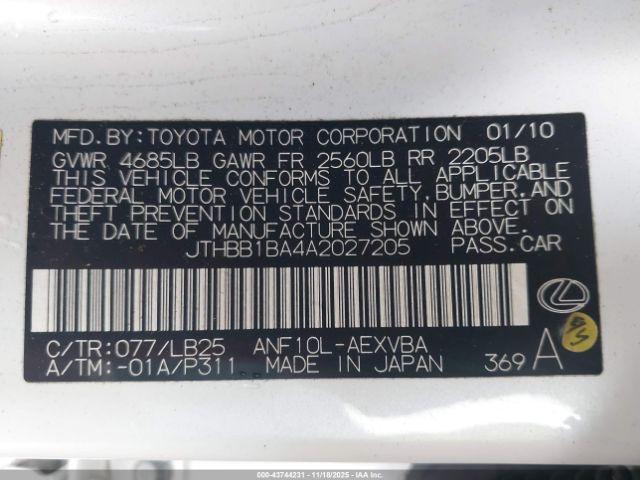 MFD.BY:TOYOTA MOTOR CORPORATION 01/10
GVWR 4685LB GAWR FR 2560LB RR 2205LB
THIS VEHICLE CONFORMS TO ALL APPLICABLE
FEDERAL MOTOR VEHICLE SAFETY,BUMPER,AND
THEFT PREVENTION STANDARDS IN EFFECT ON
THE DATE OF MANUFACTURE SHOWN ABOVE.
JTHBB1BA4A2027205 PASS.CAR
C/TR:077/LB25 ANF10L-AEXVBA
A/TM:-01A/P311 MADE IN JAPAN 369 A
BS
000-43744231 - 11/18/2025 - IAAI.COM